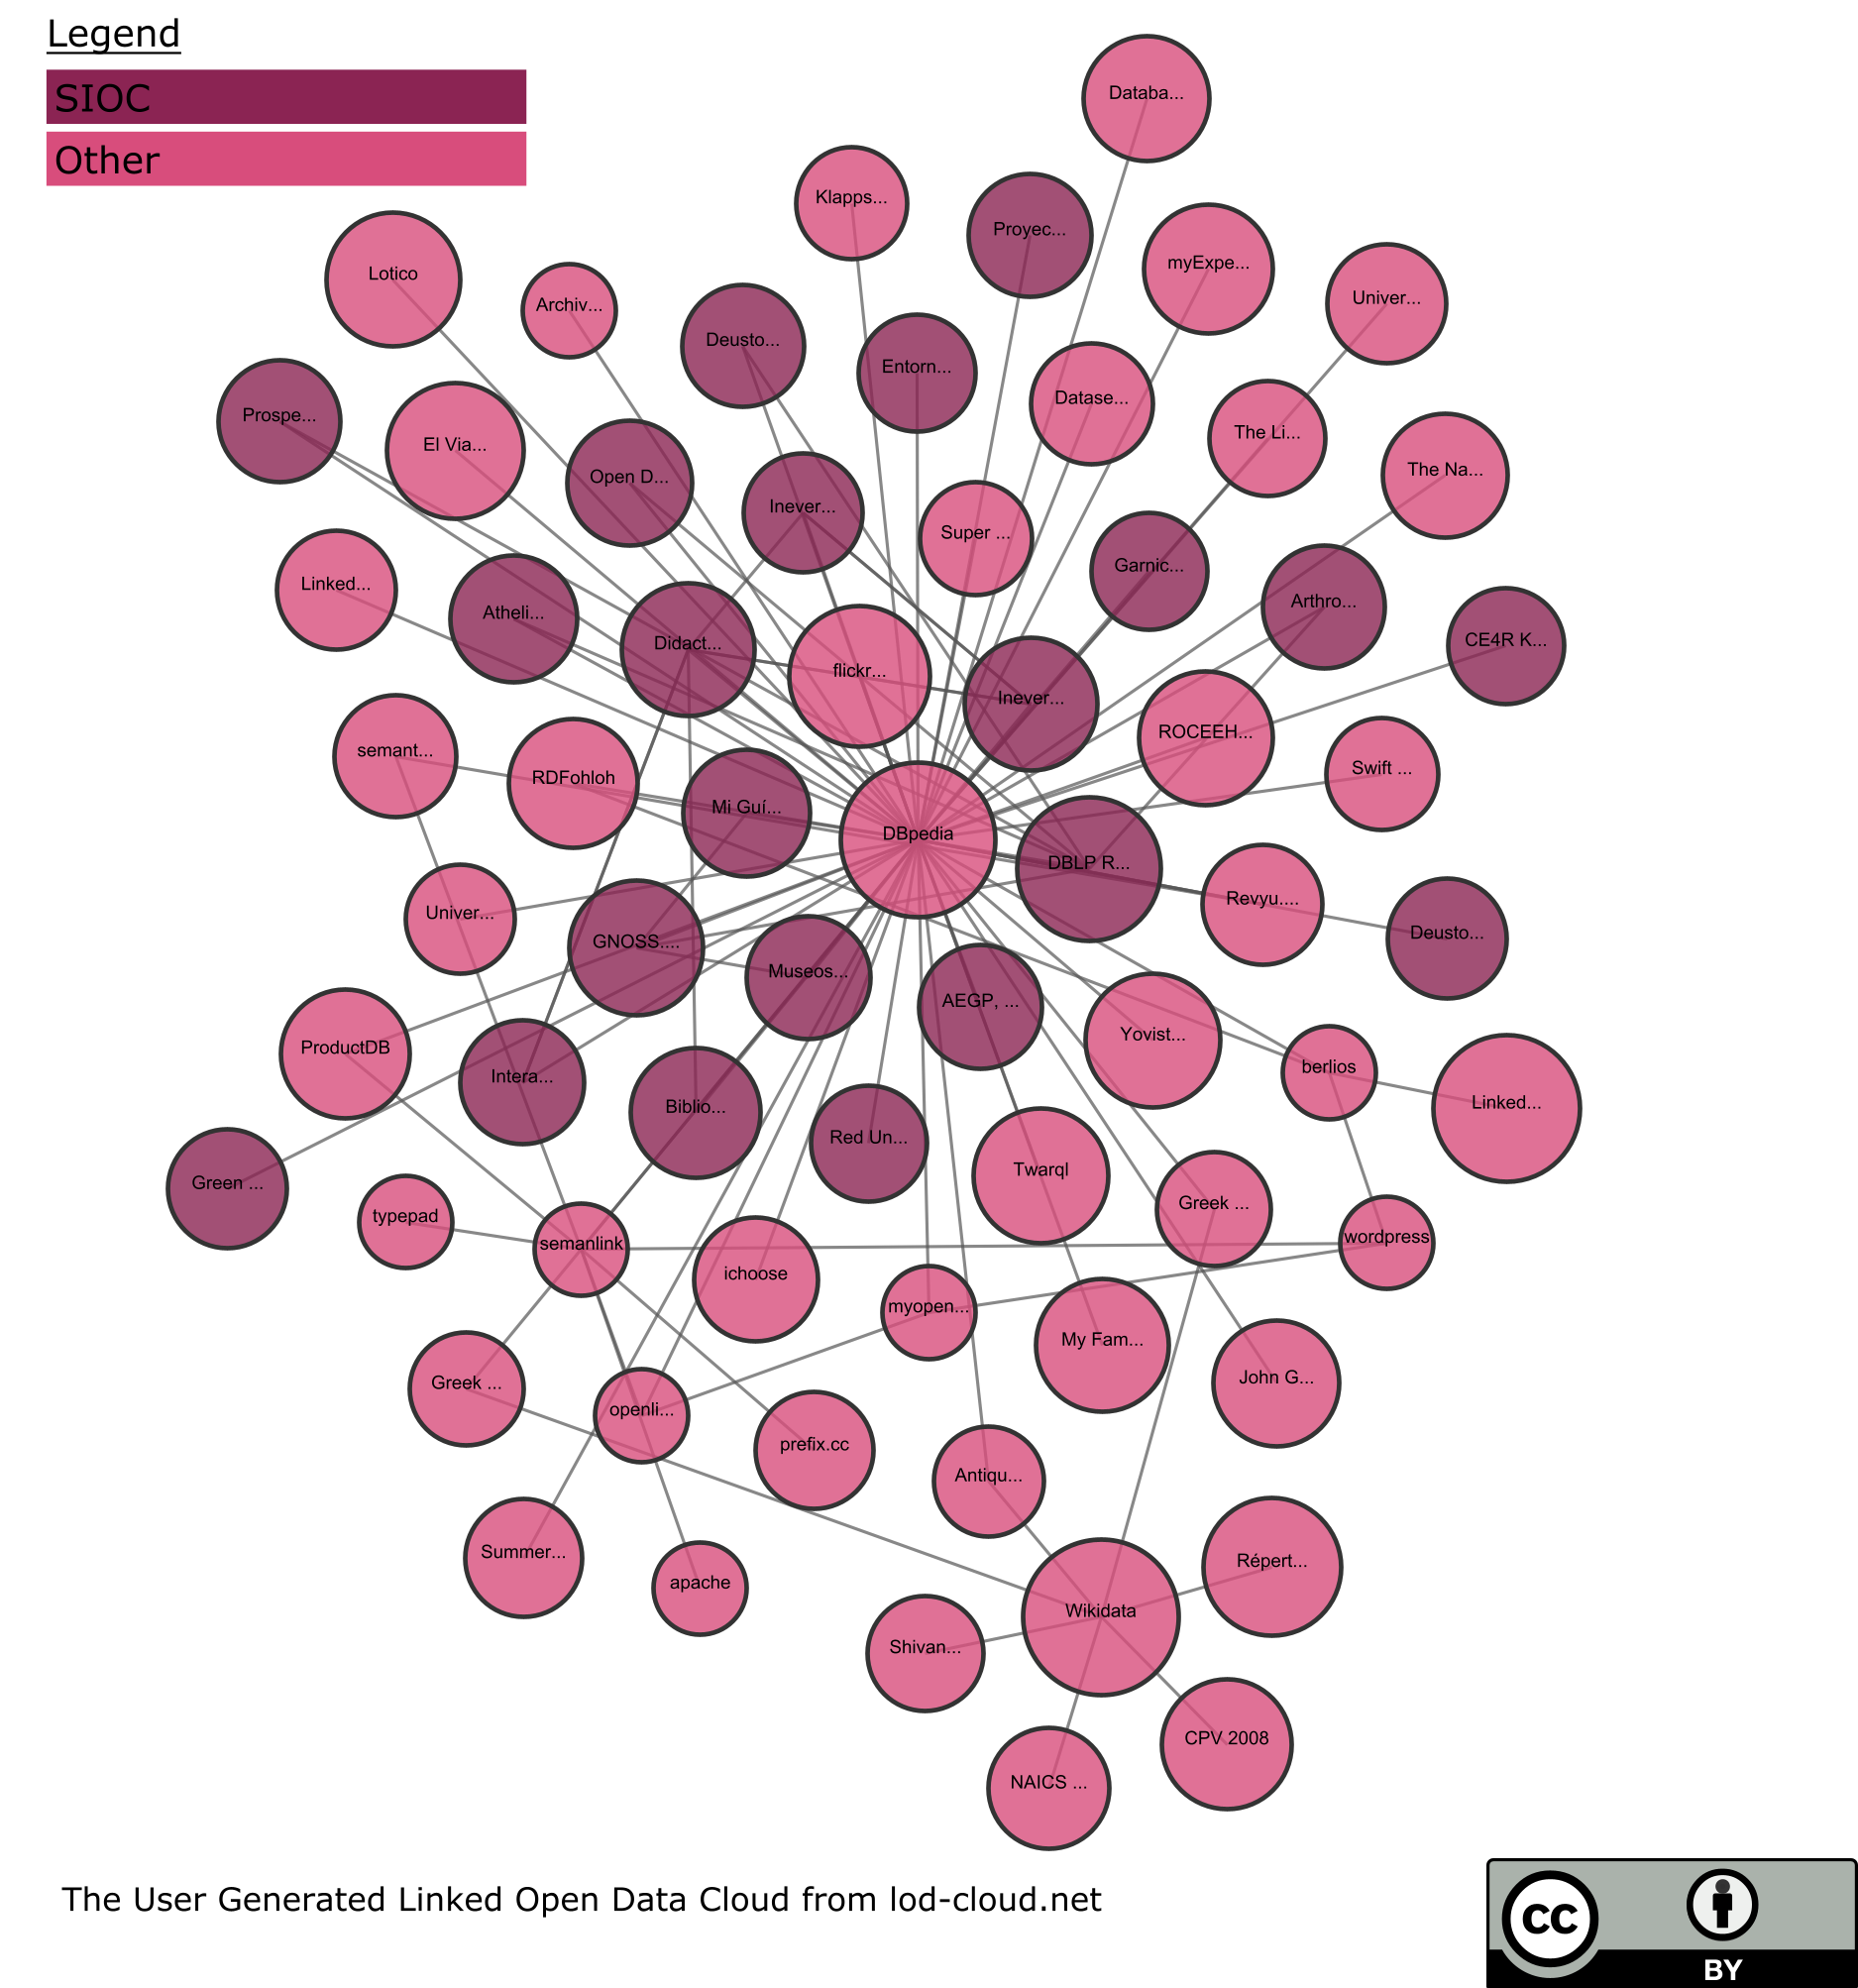 Legend
SIOC
Other
Databa...
Klapps...
Proyec...
myExpe...
Lotico
Univer...
Archiv...
Deusto...
Entorn...
Datase...
Prospe...
El Via...
The Li...
The Na...
Open D...
Inever...
Super ...
Garnic...
Linked...
Atheli...
Arthro...
CE4R K...
Didact...
flickr...
Inever...
ROCEEH...
semant...
RDFohloh
Swift ...
Mi Guí...
DBpedia
DBLP R...
Revyu....
Univer...
GNOSS....
Deusto...
Museos...
AEGP, ...
Yovist...
ProductDB
Intera...
berlios
Linked...
Biblio...
Red Un...
Twarql
Green ...
Greek ...
typepad
semanlink
wordpress
ichoose
myopen...
My Fam...
John G...
Greek ...
openli...
prefix.cc
Antiqu...
Summer...
Répert...
apache
Wikidata
Shivan...
CPV 2008
NAICS ...
The User Generated Linked Open Data Cloud from lod-cloud.net
cc
BY